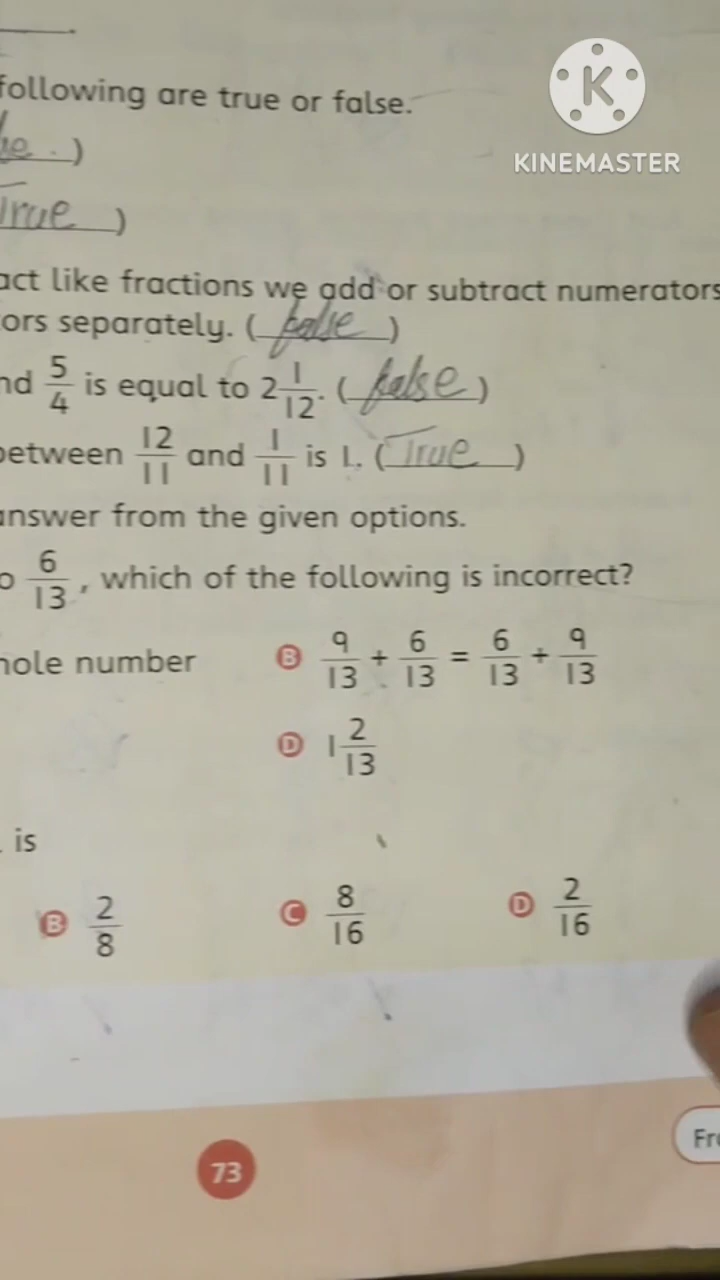 K
KINEMASTER
following are true or false.
)
True )
act like fractions we add or subtract numerators
ors separately. ( false )
nd 5/4 is equal to 2 1/12. ( false )
between 12/11 and 1/11 is 1. ( True )
answer from the given options.
o 6/13, which of the following is incorrect?
hole number B 9/13 + 6/13 = 6/13 + 9/13
D 1 2/13
is
B 2/8 C 8/16 D 2/16
73
Fr